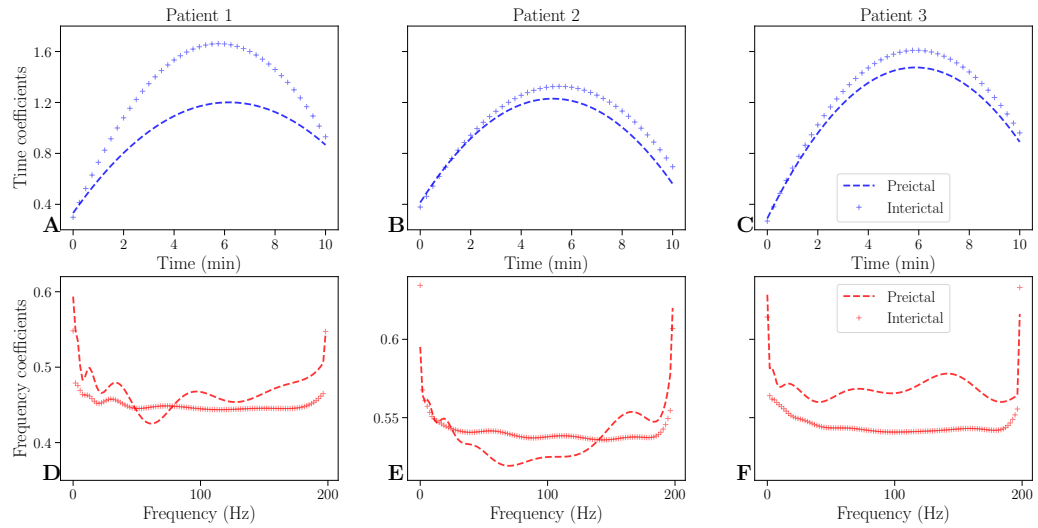 Patient 1
Patient 2
Patient 3
Time coefficients
1.6
1.2
0.8
0.4
A
B
C
Preictal
Interictal
0 2 4 6 8 10
0 2 4 6 8 10
0 2 4 6 8 10
Time (min)
Time (min)
Time (min)
Frequency coefficients
0.6
0.5
0.4
0.6
0.55
Preictal
Interictal
D
E
F
0 100 200
0 100 200
0 100 200
Frequency (Hz)
Frequency (Hz)
Frequency (Hz)